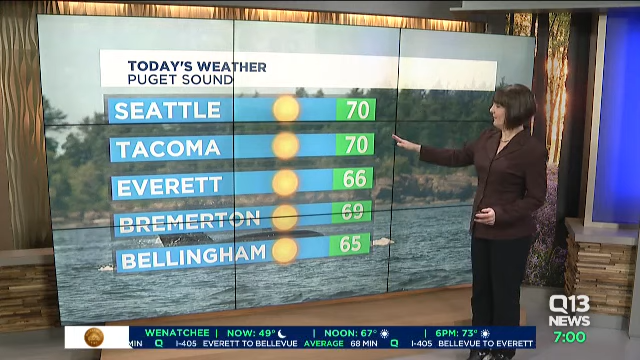 TODAY'S WEATHER
PUGET SOUND
SEATTLE 70
TACOMA 70
EVERETT 66
BREMERTON 69
BELLINGHAM 65
Q13
NEWS
7:00
WENATCHEE | NOW: 49° | NOON: 67° | 6PM: 73°
MIN Q I-405 EVERETT TO BELLEVUE AVERAGE 68 MIN Q I-405 BELLEVUE TO EVERETT